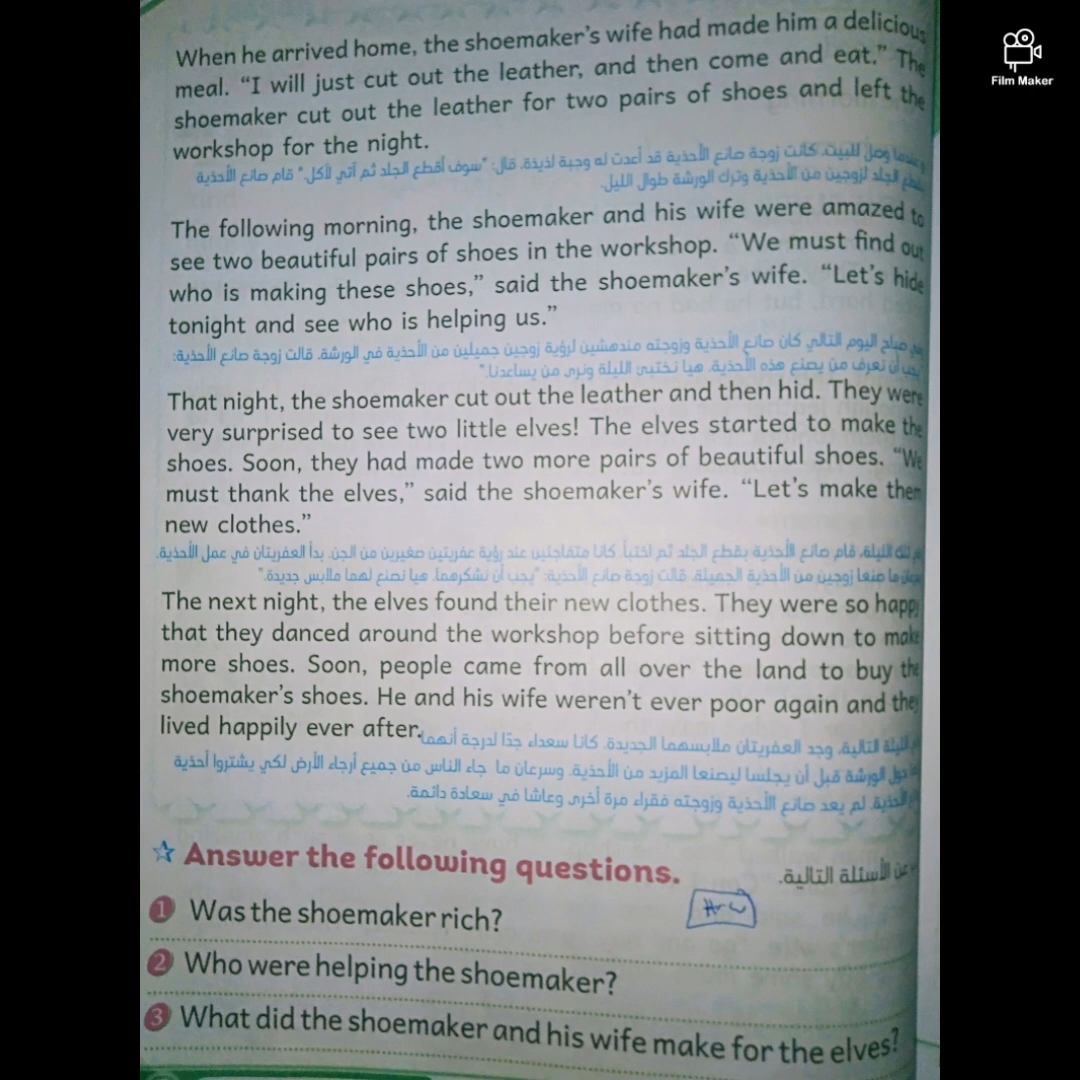 When he arrived home, the shoemaker's wife had made him a delicious
meal. “I will just cut out the leather, and then come and eat.” The
shoemaker cut out the leather for two pairs of shoes and left the
workshop for the night.
وعندما وصل للبيت، كانت زوجة صانع الأحذية قد أعدت له وجبة لذيذة. قال: "سوف أقطع الجلد ثم آتي لآكل." قام صانع الأحذية
الجلد لزوجين من الأحذية وترك الورشة طوال الليل.
The following morning, the shoemaker and his wife were amazed to
see two beautiful pairs of shoes in the workshop. “We must find out
who is making these shoes,” said the shoemaker's wife. “Let's hide
tonight and see who is helping us.”
صباح اليوم التالي كان صانع الأحذية وزوجته مندهشين لرؤية زوجين جميلين من الأحذية في الورشة. قالت زوجة صانع الأحذية:
يجب أن نعرف من يصنع هذه الأحذية. هيا نختبئ الليلة ونرى من يساعدنا."
That night, the shoemaker cut out the leather and then hid. They were
very surprised to see two little elves! The elves started to make the
shoes. Soon, they had made two more pairs of beautiful shoes. “We
must thank the elves,” said the shoemaker's wife. “Let's make them
new clothes.”
تلك الليلة، قام صانع الأحذية بقطع الجلد ثم اختبأ. كانا متفاجئين عند رؤية عفريتين صغيرين من الجن. بدأ العفريتان في عمل الأحذية.
ما صنعا زوجين من الأحذية الجميلة. قالت زوجة صانع الأحذية: "يجب أن نشكرهما. هيا نصنع لهما ملابس جديدة."
The next night, the elves found their new clothes. They were so happy
that they danced around the workshop before sitting down to make
more shoes. Soon, people came from all over the land to buy the
shoemaker's shoes. He and his wife weren't ever poor again and they
lived happily ever after.
الليلة التالية، وجد العفريتان ملابسهما الجديدة. كانا سعداء جدًا لدرجة أنهما
حول الورشة قبل أن يجلسا ليصنعا المزيد من الأحذية. وسرعان ما جاء الناس من جميع أرجاء الأرض لكي يشتروا أحذية
الأحذية. لم يعد صانع الأحذية وزوجته فقراء مرة أخرى وعاشا في سعادة دائمة.
Answer the following questions.
عن الأسئلة التالية.
H.W
1 Was the shoemaker rich?
2 Who were helping the shoemaker?
3 What did the shoemaker and his wife make for the elves?
Film Maker